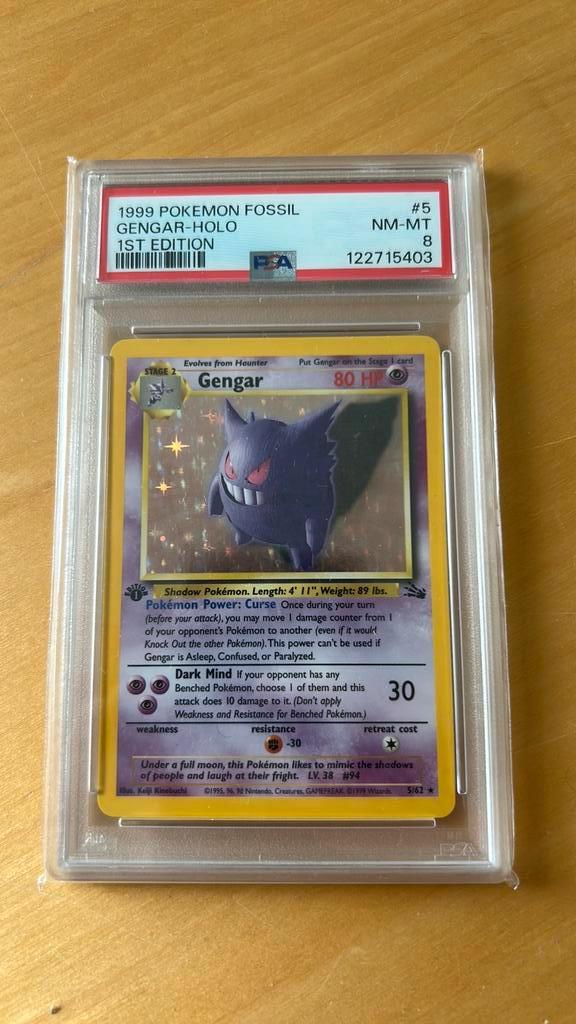 1999 POKEMON FOSSIL #5
GENGAR-HOLO NM-MT
1ST EDITION 8
PSA 122715403
Evolves from Haunter Put Gengar on the Stage 1 card
STAGE 2 Gengar 80 HP
EDITION 1
Shadow Pokémon. Length: 4' 11", Weight: 89 lbs.
Pokémon Power: Curse Once during your turn
(before your attack), you may move 1 damage counter from 1
of your opponent's Pokémon to another (even if it would
Knock Out the other Pokémon). This power can't be used if
Gengar is Asleep, Confused, or Paralyzed.
Dark Mind If your opponent has any
Benched Pokémon, choose 1 of them and this
attack does 10 damage to it. (Don't apply
Weakness and Resistance for Benched Pokémon.)
30
weakness resistance retreat cost
-30
Under a full moon, this Pokémon likes to mimic the shadows
of people and laugh at their fright. LV. 38 #94
Illus. Keiji Kinebuchi ©1995, 96, 98 Nintendo, Creatures, GAMEFREAK. ©1999 Wizards. 5/62 ★
PSA